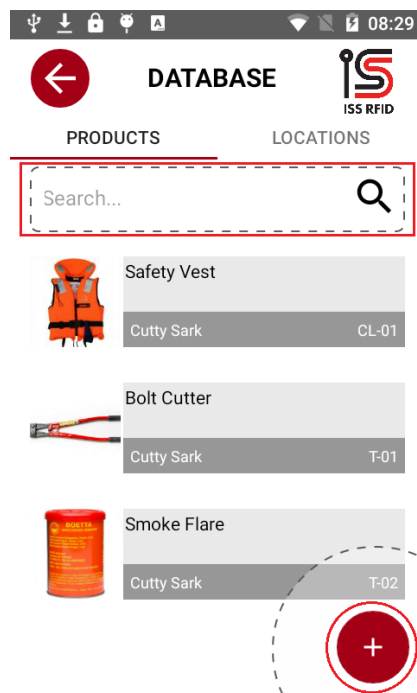 08:29
DATABASE
ISS RFID
PRODUCTS
LOCATIONS
Search...
Safety Vest
Cutty Sark
CL-01
Bolt Cutter
Cutty Sark
T-01
DOETTA
Smoke Flare
Cutty Sark
T-02